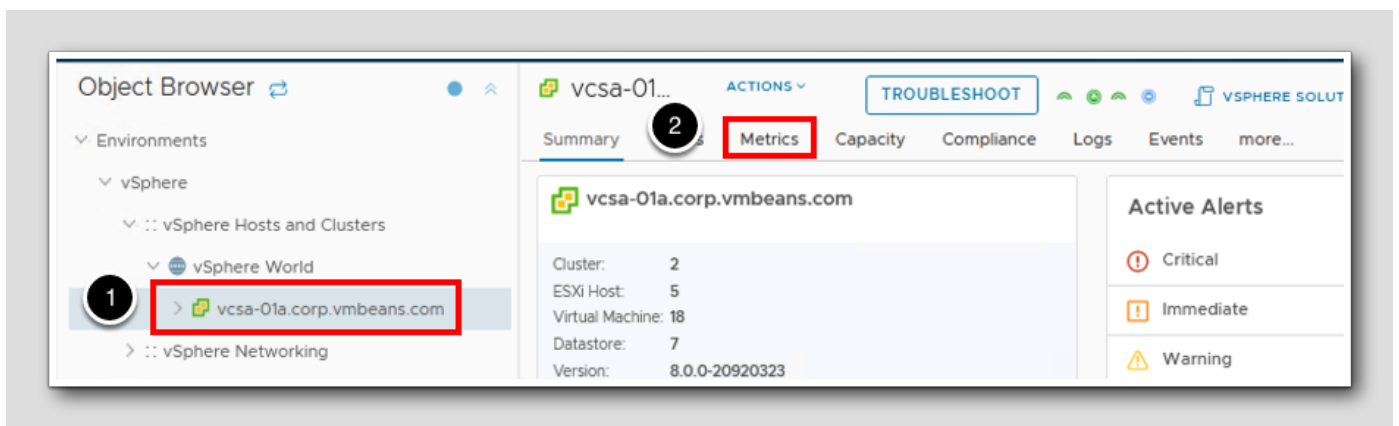 Object Browser
Environments
vSphere
:: vSphere Hosts and Clusters
vSphere World
1
vcsa-01a.corp.vmbeans.com
:: vSphere Networking
vcsa-01... ACTIONS TROUBLESHOOT VSPHERE SOLUT
2
Summary Metrics Capacity Compliance Logs Events more...
vcsa-01a.corp.vmbeans.com
Cluster: 2
ESXi Host: 5
Virtual Machine: 18
Datastore: 7
Version: 8.0.0-20920323
Active Alerts
Critical
Immediate
Warning